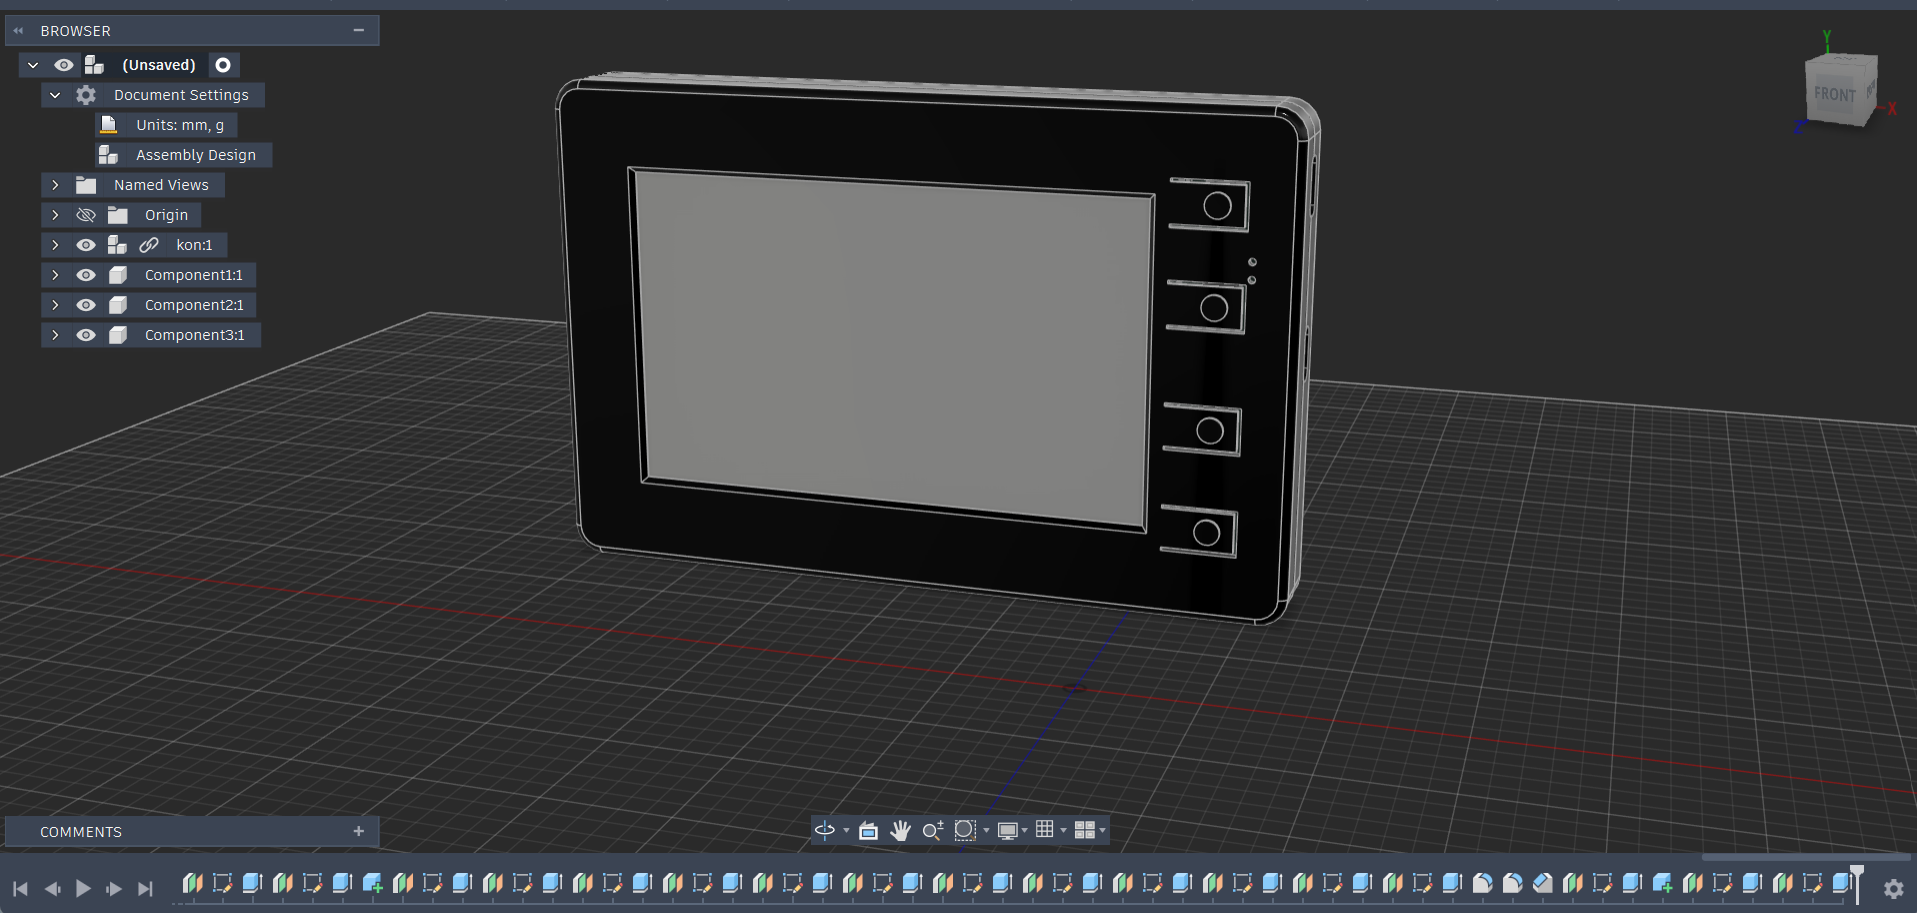 BROWSER
(Unsaved)
Document Settings
Units: mm, g
Assembly Design
Named Views
Origin
kon:1
Component1:1
Component2:1
Component3:1
Y
FRONT
X
Z
COMMENTS